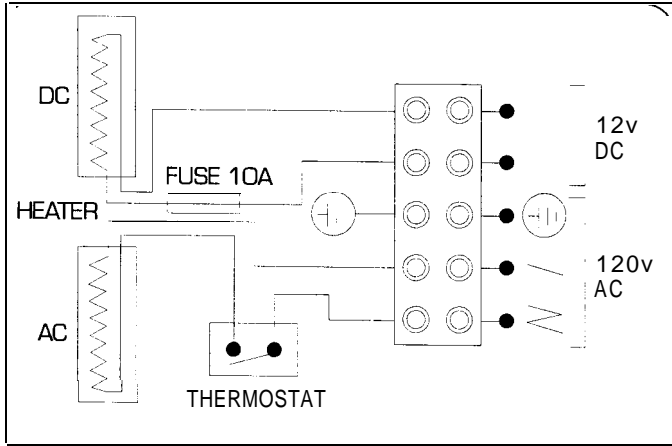 DC
FUSE 10A
HEATER
12v
DC
120v
AC
AC
THERMOSTAT